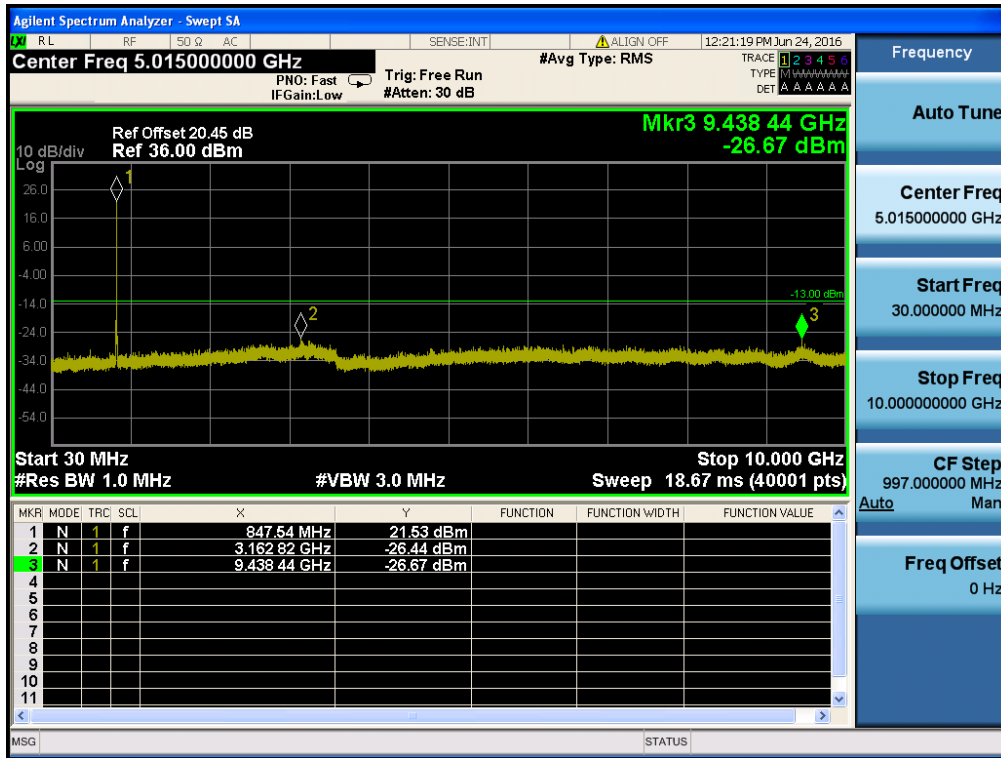 Agilent Spectrum Analyzer - Swept SA
LXI RL RF 50 Ω AC SENSE:INT ALIGN OFF 12:21:19 PM Jun 24, 2016
Center Freq 5.015000000 GHz
PNO: Fast
IFGain:Low
Trig: Free Run
#Atten: 30 dB
#Avg Type: RMS
TRACE 1 2 3 4 5 6
TYPE M
DET A A A A A A
Mkr3 9.438 44 GHz
-26.67 dBm
Ref Offset 20.45 dB
10 dB/div Ref 36.00 dBm
Log
26.0
16.0
6.00
-4.00
-14.0
-24.0
-34.0
-44.0
-54.0
1
2
3
-13.00 dBm
Start 30 MHz Stop 10.000 GHz
#Res BW 1.0 MHz #VBW 3.0 MHz Sweep 18.67 ms (40001 pts)
MKR MODE TRC SCL X Y FUNCTION FUNCTION WIDTH FUNCTION VALUE
1 N 1 f 847.54 MHz 21.53 dBm
2 N 1 f 3.162 82 GHz -26.44 dBm
3 N 1 f 9.438 44 GHz -26.67 dBm
4
5
6
7
8
9
10
11
MSG STATUS
Frequency
Auto Tune
Center Freq
5.015000000 GHz
Start Freq
30.000000 MHz
Stop Freq
10.000000000 GHz
CF Step
997.000000 MHz
Auto Man
Freq Offset
0 Hz